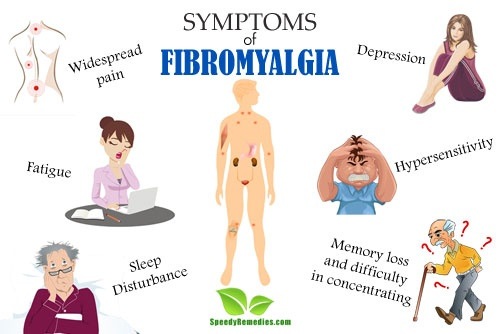 SYMPTOMS
of
FIBROMYALGIA
Widespread
pain
Depression
Fatigue
Hypersensitivity
Sleep
Disturbance
Memory loss
and difficulty
in concentrating
? ? ? ?
SpeedyRemedies.com